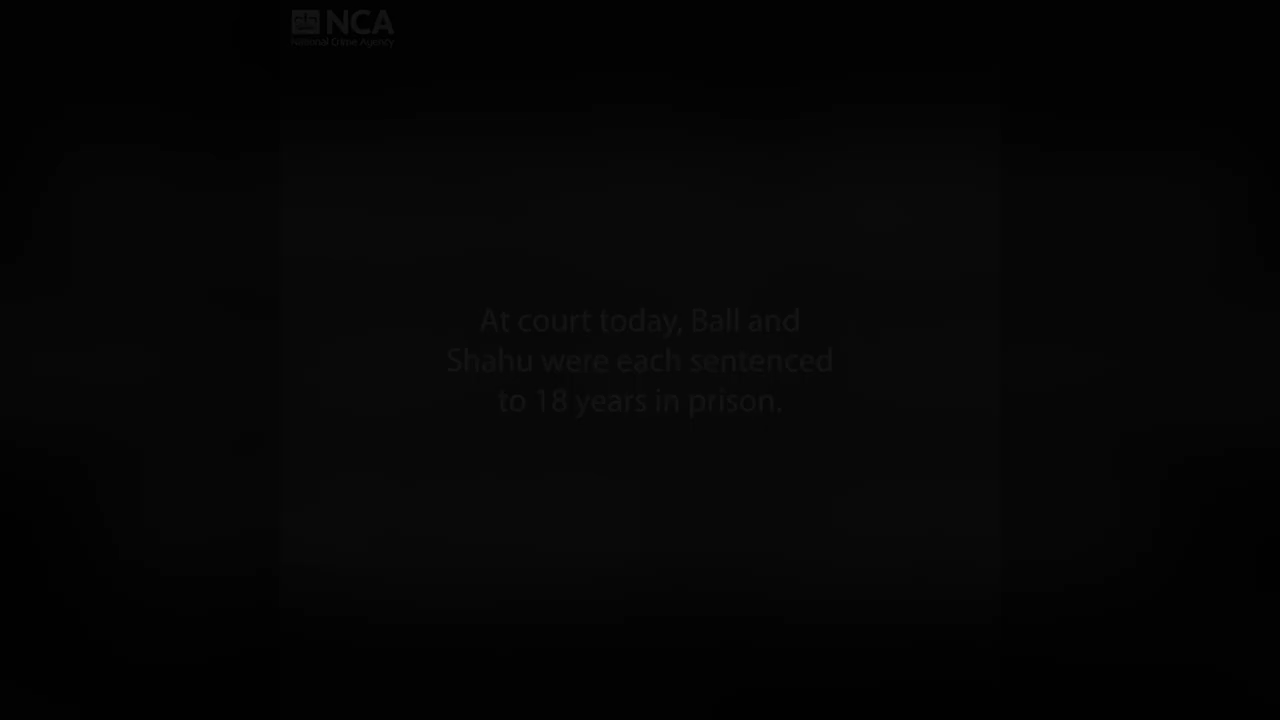 NCA
National Crime Agency
At court today, Ball and
Shahu were each sentenced
to 18 years in prison.